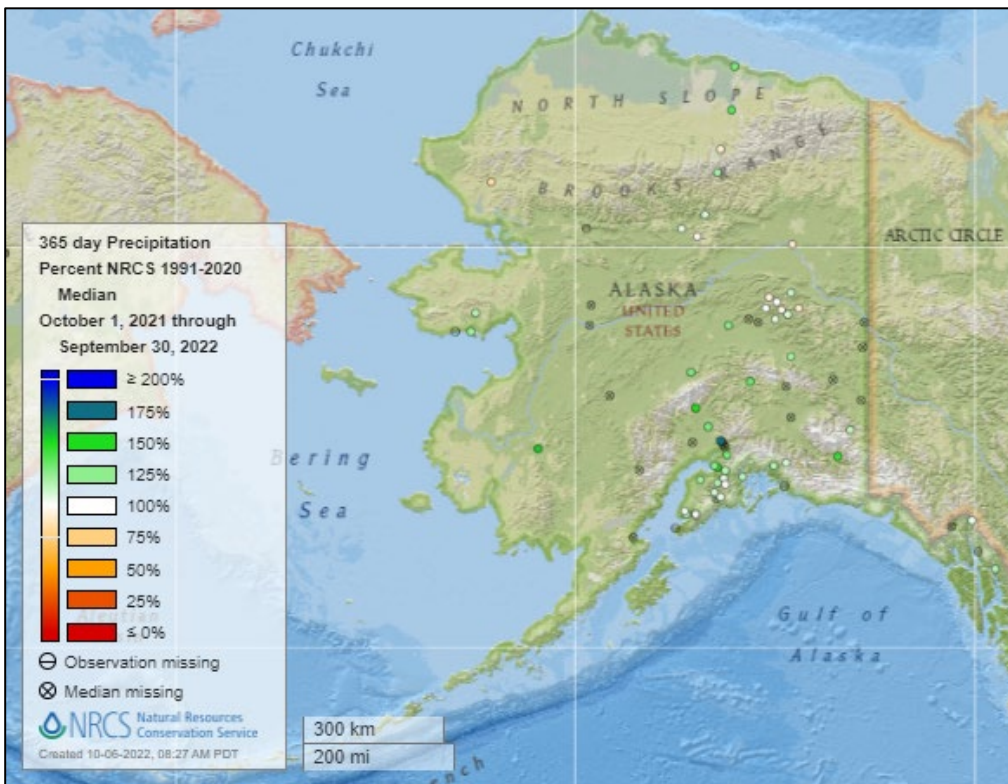 Chukchi
Sea
NORTH SLOPE
BROOKS RANGE
ARCTIC CIRCLE
ALASKA
UNITED
STATES
Bering
Sea
Gulf of
Alaska
365 day Precipitation
Percent NRCS 1991-2020
Median
October 1, 2021 through
September 30, 2022
≥ 200%
175%
150%
125%
100%
75%
50%
25%
≤ 0%
Observation missing
Median missing
NRCS Natural Resources
Conservation Service
Created 10-06-2022, 08:27 AM PDT
300 km
200 mi